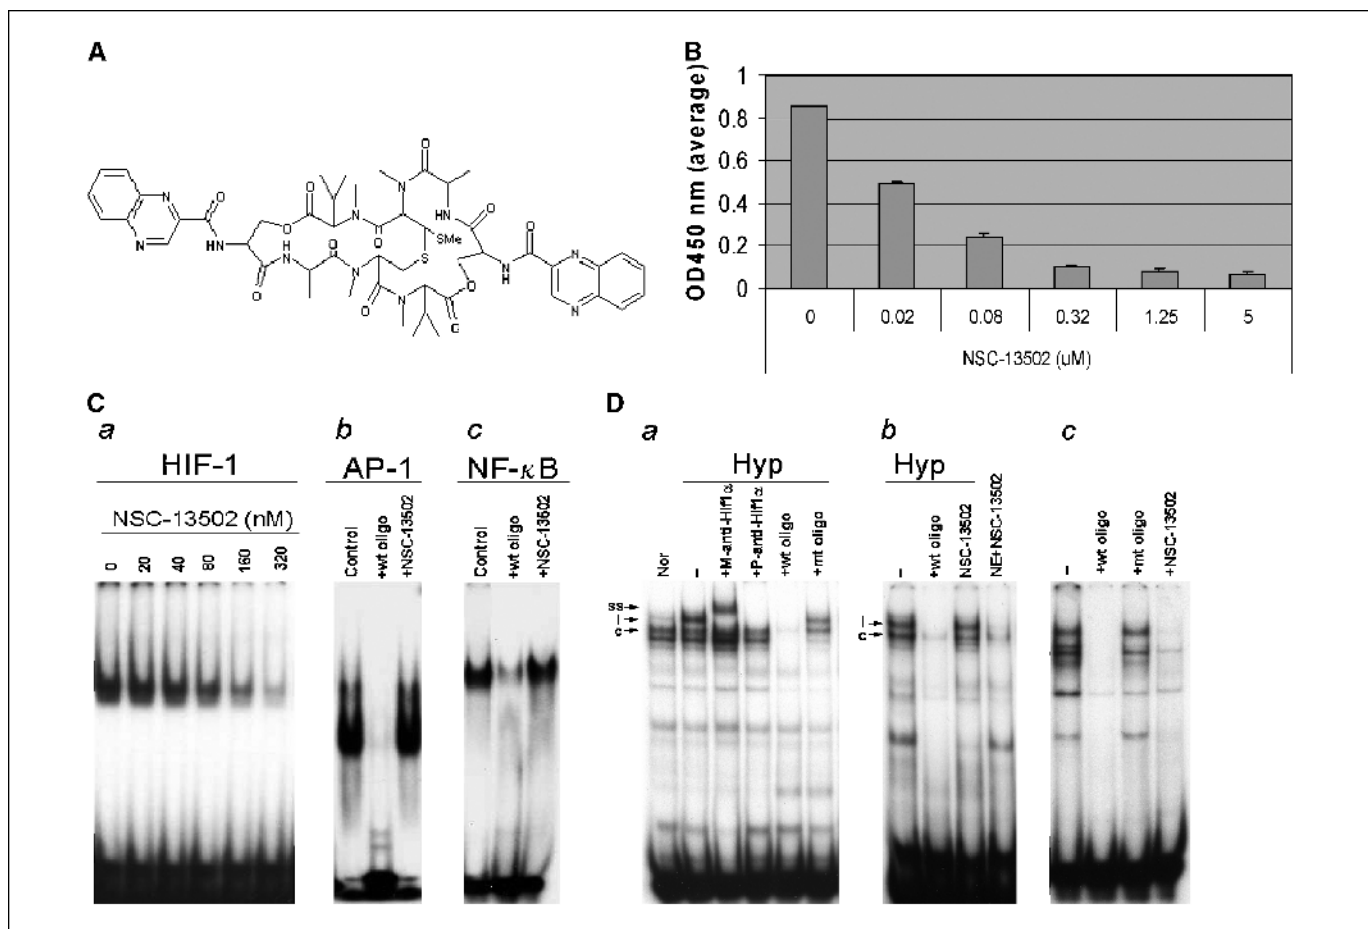 A
B
O
N
N
NH
O
O
O
N
O
N
O
NH
O
SMe
S
O
NH
O
N
N
O
H
N
O
O
N
O
O
N
O
O
N
H
OD450 nm (average)
1
0.8
0.6
0.4
0.2
0
0
0.02
0.08
0.32
1.25
5
NSC-13502 (uM)
C
a
HIF-1
NSC-13502 (nM)
0
20
40
80
160
320
b
AP-1
Control
+wt oligo
+NSC-13502
c
NF-κB
Control
+wt oligo
+NSC-13502
D
a
Hyp
Nor
–
+M-anti-Hif1α
+P-anti-Hif1α
+wt oligo
+mt oligo
ss
I
c
b
Hyp
–
+wt oligo
NSC-13502
NE+NSC-13502
I
c
c
–
+wt oligo
+mt oligo
+NSC-13502